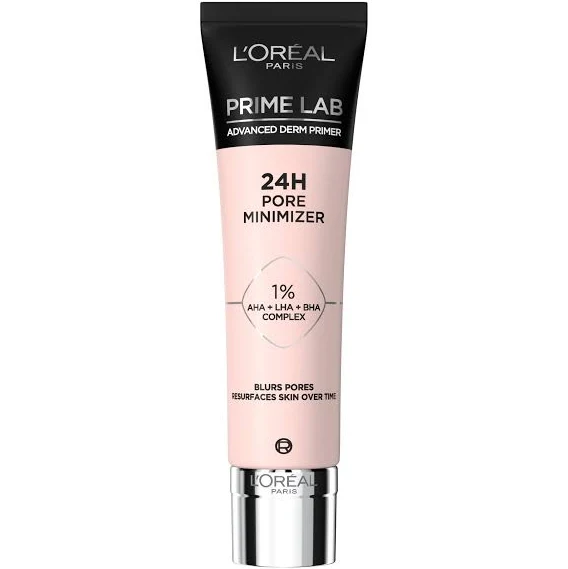 L'ORÉAL
PARIS
PRIME LAB
ADVANCED DERM PRIMER
24H
PORE
MINIMIZER
1%
AHA + LHA + BHA
COMPLEX
BLURS PORES
RESURFACES SKIN OVER TIME
R
L'ORÉAL
PARIS